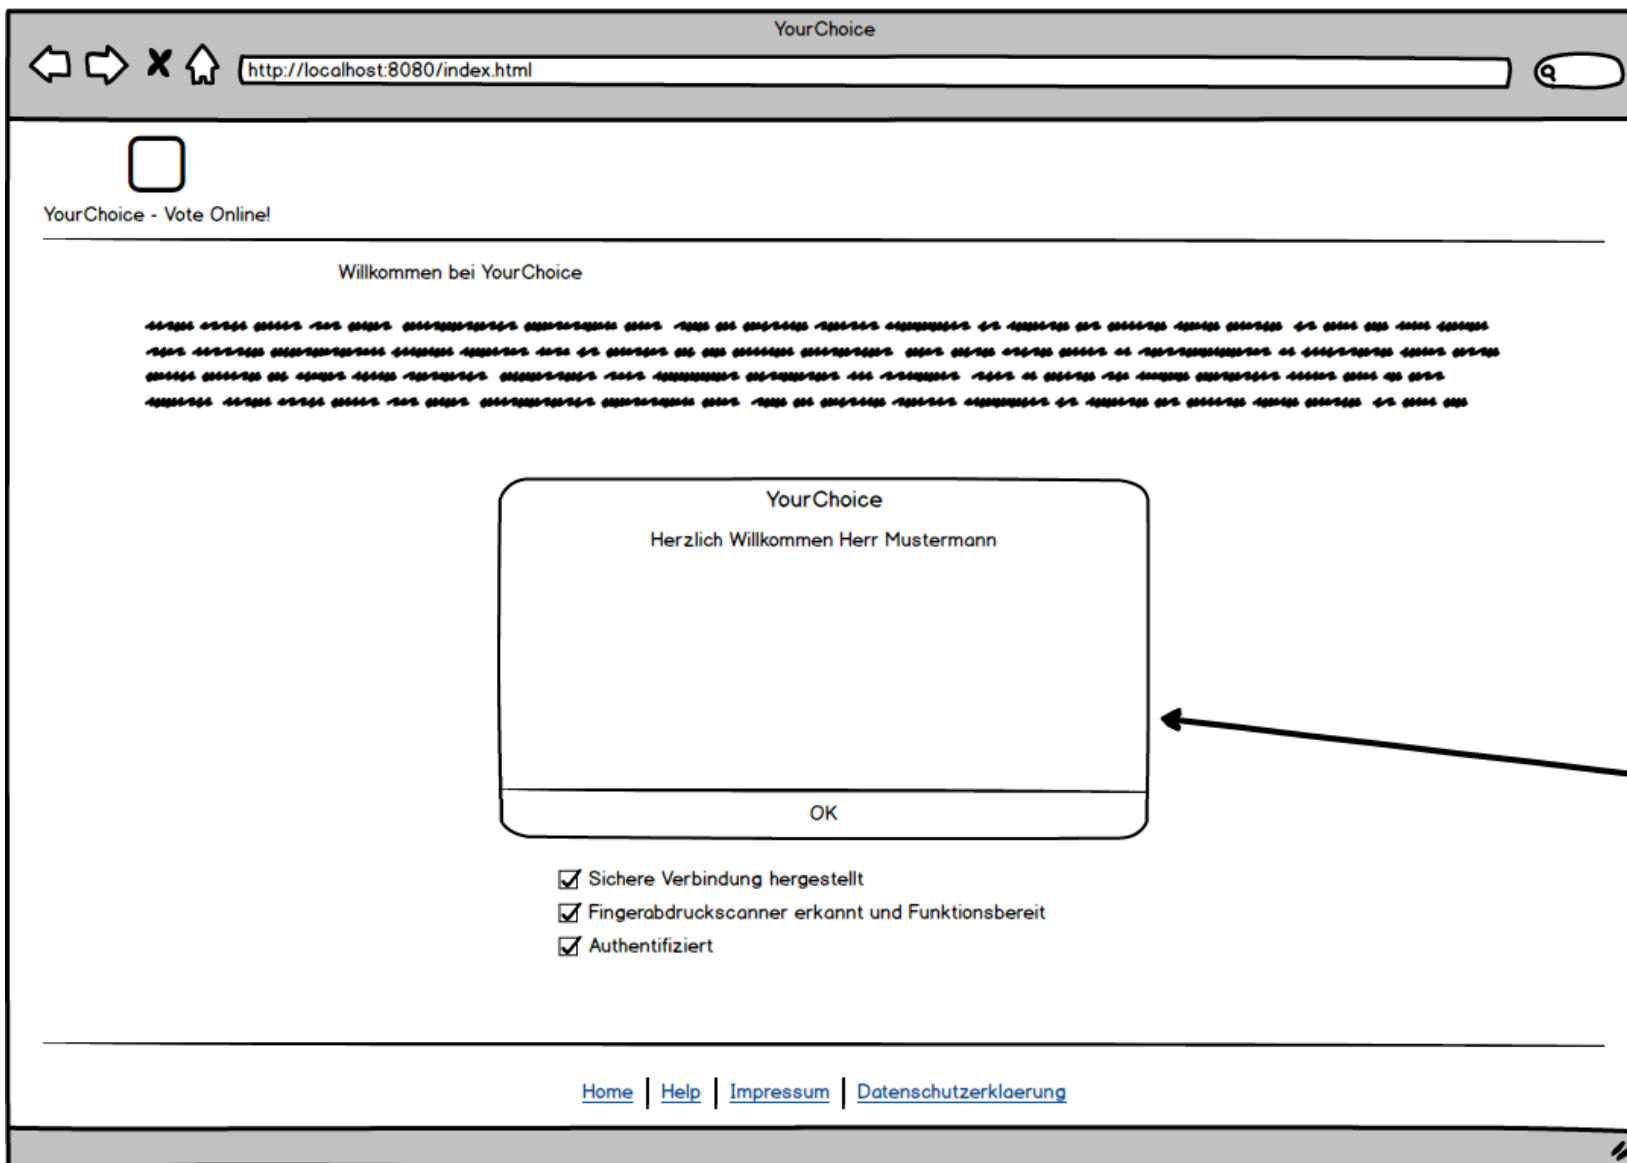 YourChoice
http://localhost:8080/index.html
YourChoice - Vote Online!
Willkommen bei YourChoice
YourChoice
Herzlich Willkommen Herr Mustermann
OK
Sichere Verbindung hergestellt
Fingerabdruckscanner erkannt und Funktionsbereit
Authentifiziert
Home | Help | Impressum | Datenschutzerklaerung